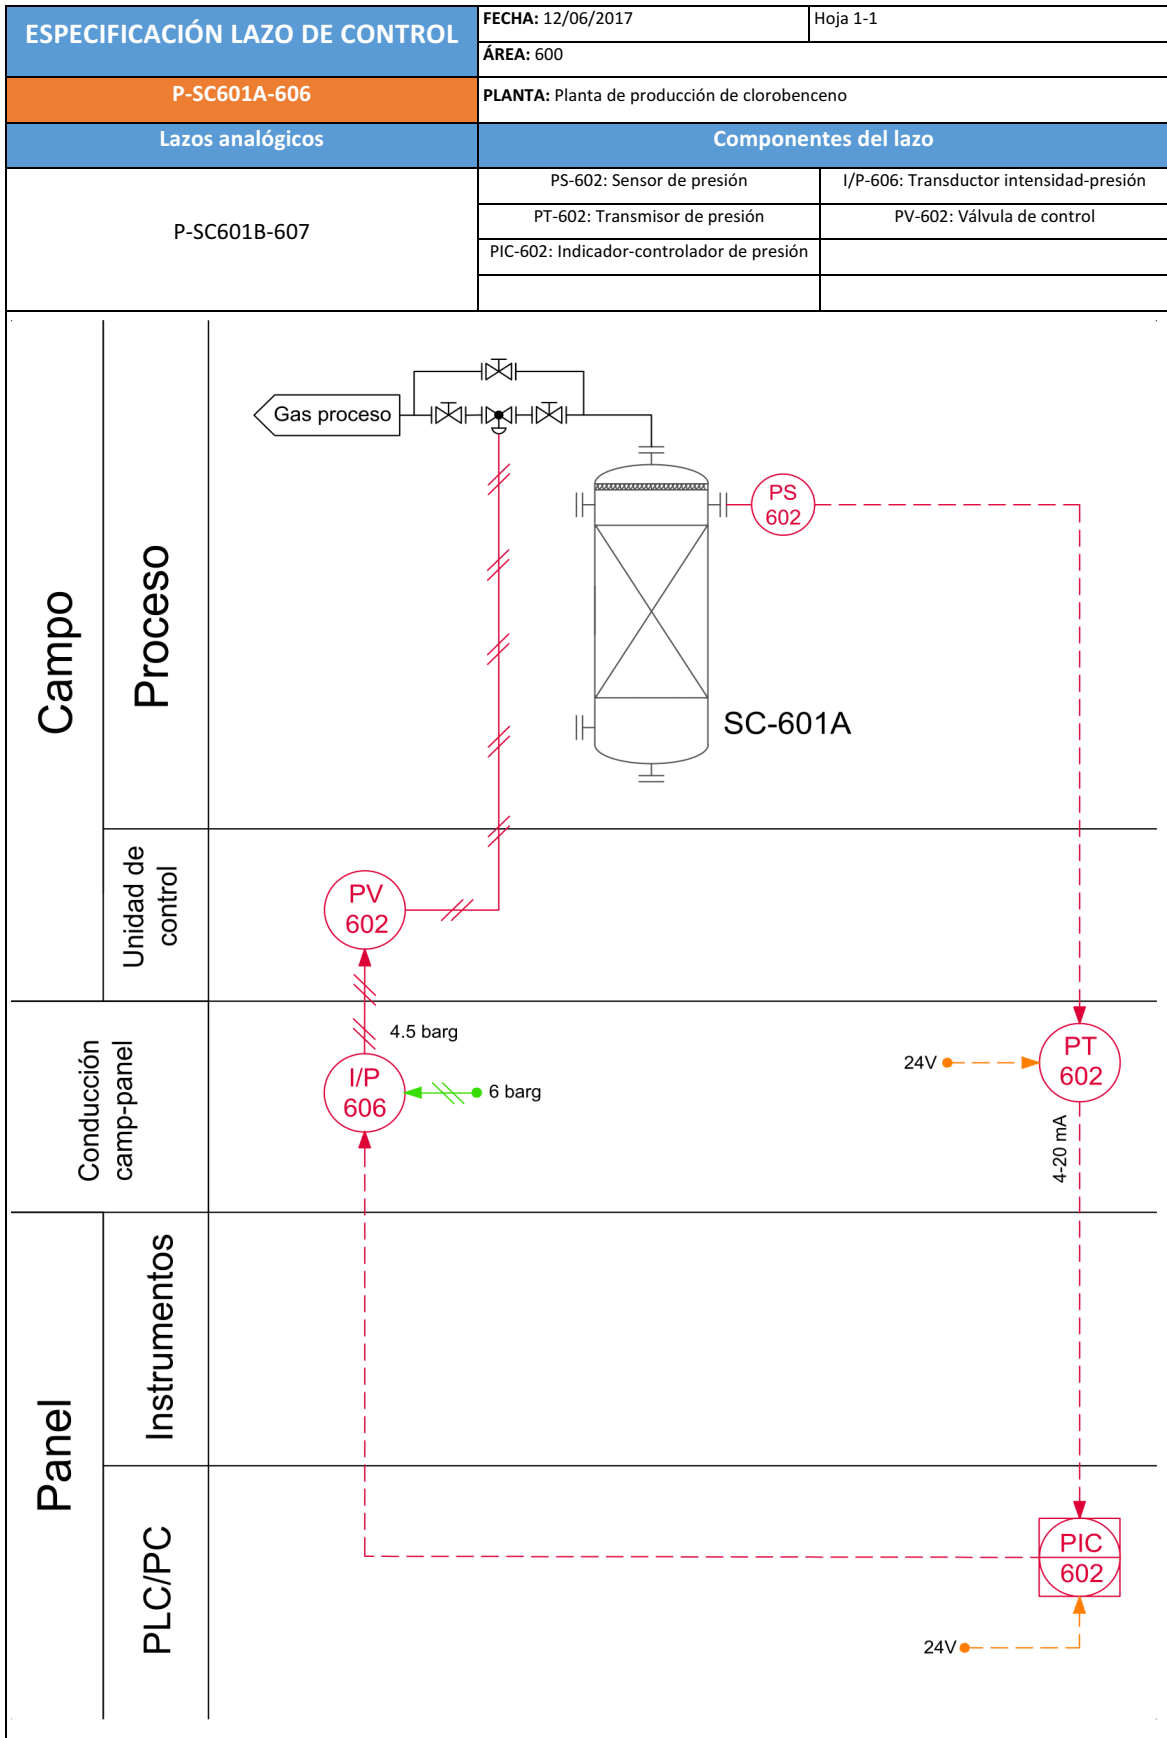 ESPECIFICACIÓN LAZO DE CONTROL
FECHA: 12/06/2017
Hoja 1-1
ÁREA: 600
P-SC601A-606
PLANTA: Planta de producción de clorobenceno
Lazos analógicos
Componentes del lazo
P-SC601B-607
PS-602: Sensor de presión
I/P-606: Transductor intensidad-presión
PT-602: Transmisor de presión
PV-602: Válvula de control
PIC-602: Indicador-controlador de presión
Campo
Proceso
Gas proceso
PS
602
SC-601A
Unidad de
control
PV
602
Conducción
camp-panel
4.5 barg
I/P
606
6 barg
24V
PT
602
4-20 mA
Panel
Instrumentos
PLC/PC
PIC
602
24V